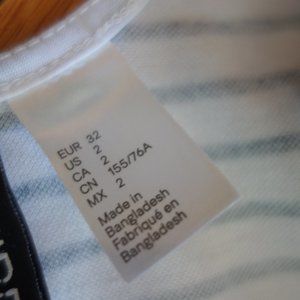 EUR 32
US 2
CA 2
CN 155/76A
MX 2
Made in
Bangladesh
Fabriqué en
Bangladesh